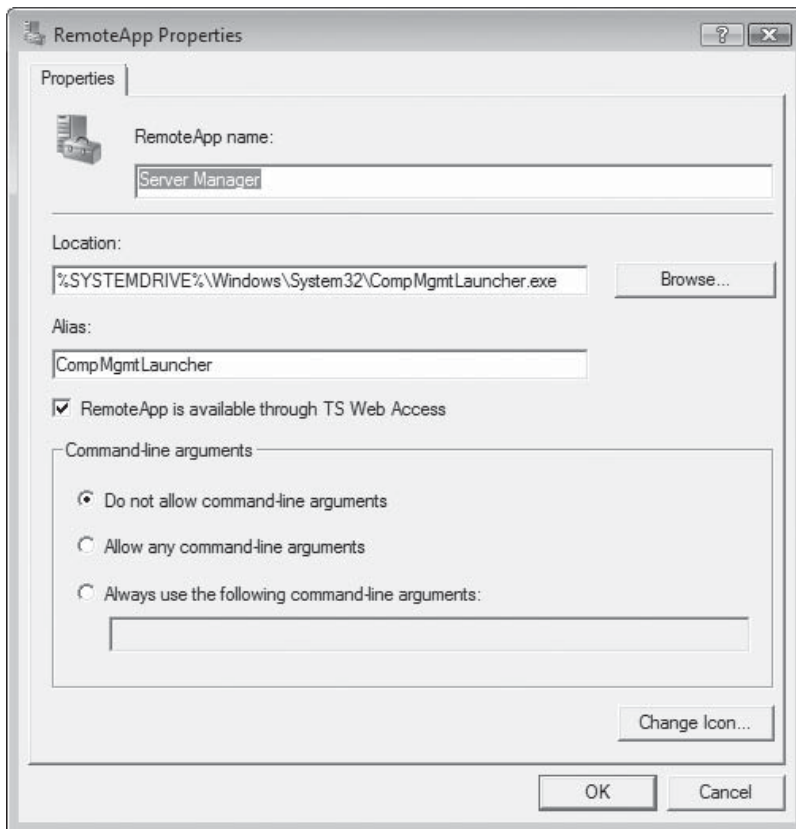 RemoteApp Properties
Properties
RemoteApp name:
Server Manager
Location:
%SYSTEMDRIVE%\Windows\System32\CompMgmtLauncher.exe
Browse...
Alias:
CompMgmtLauncher
RemoteApp is available through TS Web Access
Command-line arguments
Do not allow command-line arguments
Allow any command-line arguments
Always use the following command-line arguments:
Change Icon...
OK
Cancel